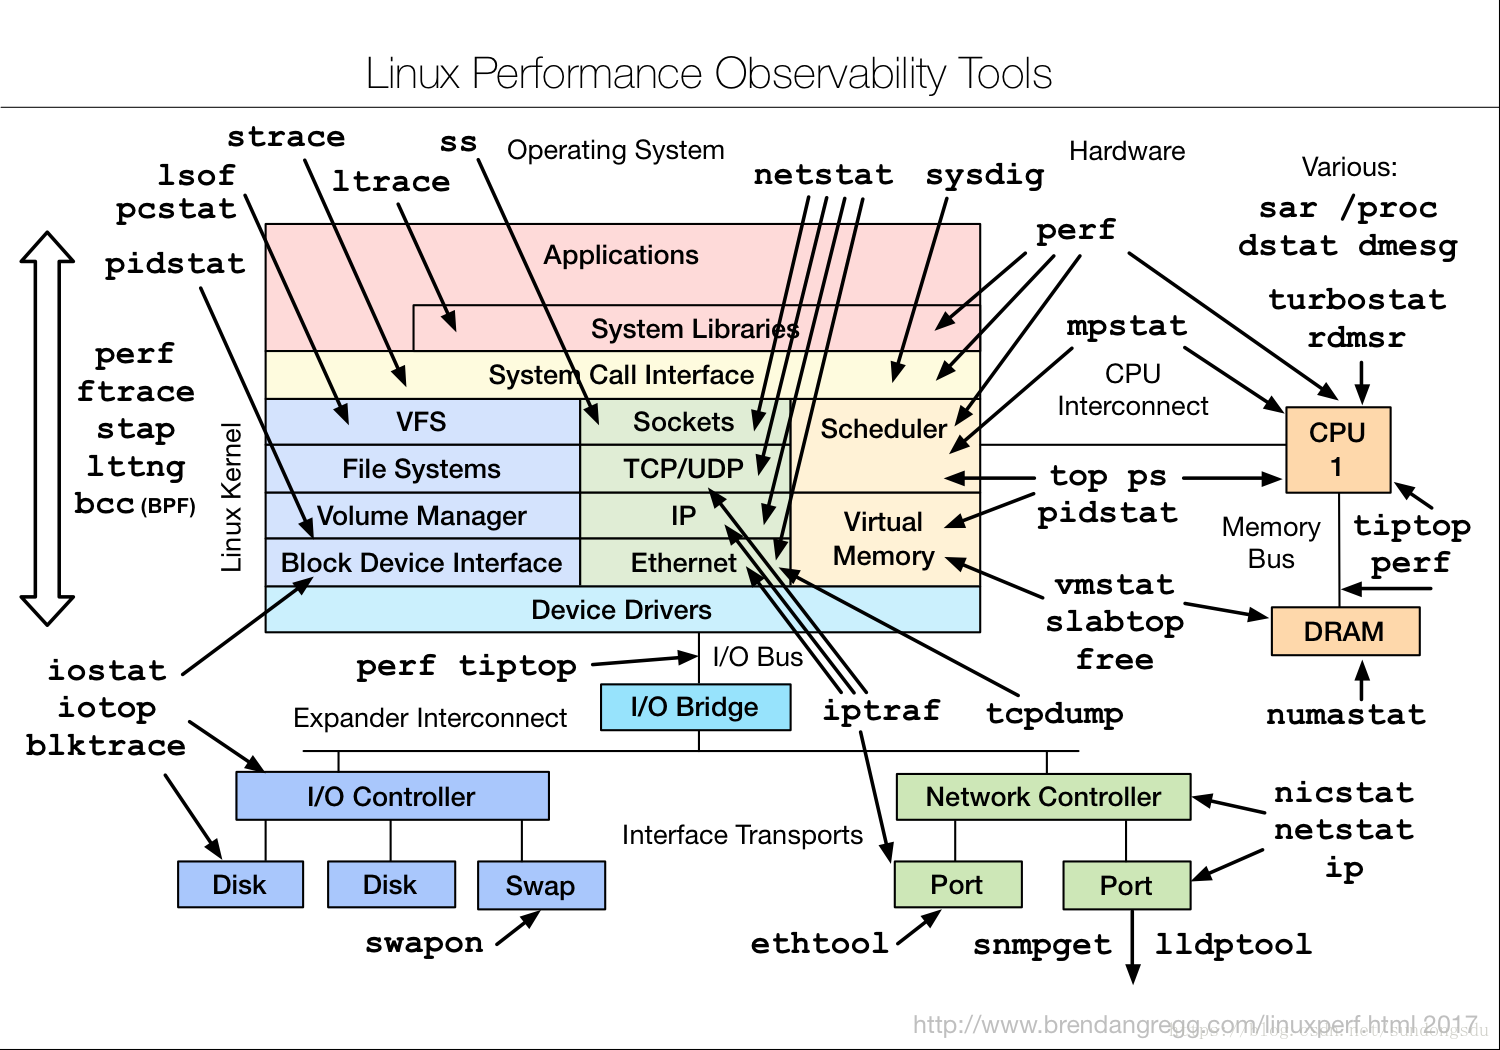 Linux Performance Observability Tools
strace
ss
Operating System
Hardware
Various:
lsof
ltrace
netstat
sysdig
pcstat
sar /proc
dstat dmesg
perf
pidstat
Applications
turbostat
rdmsr
System Libraries
mpstat
perf
ftrace
stap
lttng
bcc (BPF)
System Call Interface
CPU
Interconnect
Linux Kernel
VFS
Sockets
Scheduler
CPU
1
File Systems
TCP/UDP
top ps
pidstat
Volume Manager
IP
Virtual
Memory
Memory
Bus
tiptop
perf
Block Device Interface
Ethernet
vmstat
slabtop
free
Device Drivers
DRAM
iostat
iotop
blktrace
perf tiptop
I/O Bus
Expander Interconnect
I/O Bridge
iptraf
tcpdump
numastat
I/O Controller
Network Controller
nicstat
netstat
ip
Interface Transports
Disk
Disk
Swap
Port
Port
swapon
ethtool
snmpget
lldptool
http://www.brendangregg.com/linuxperf.html 2017